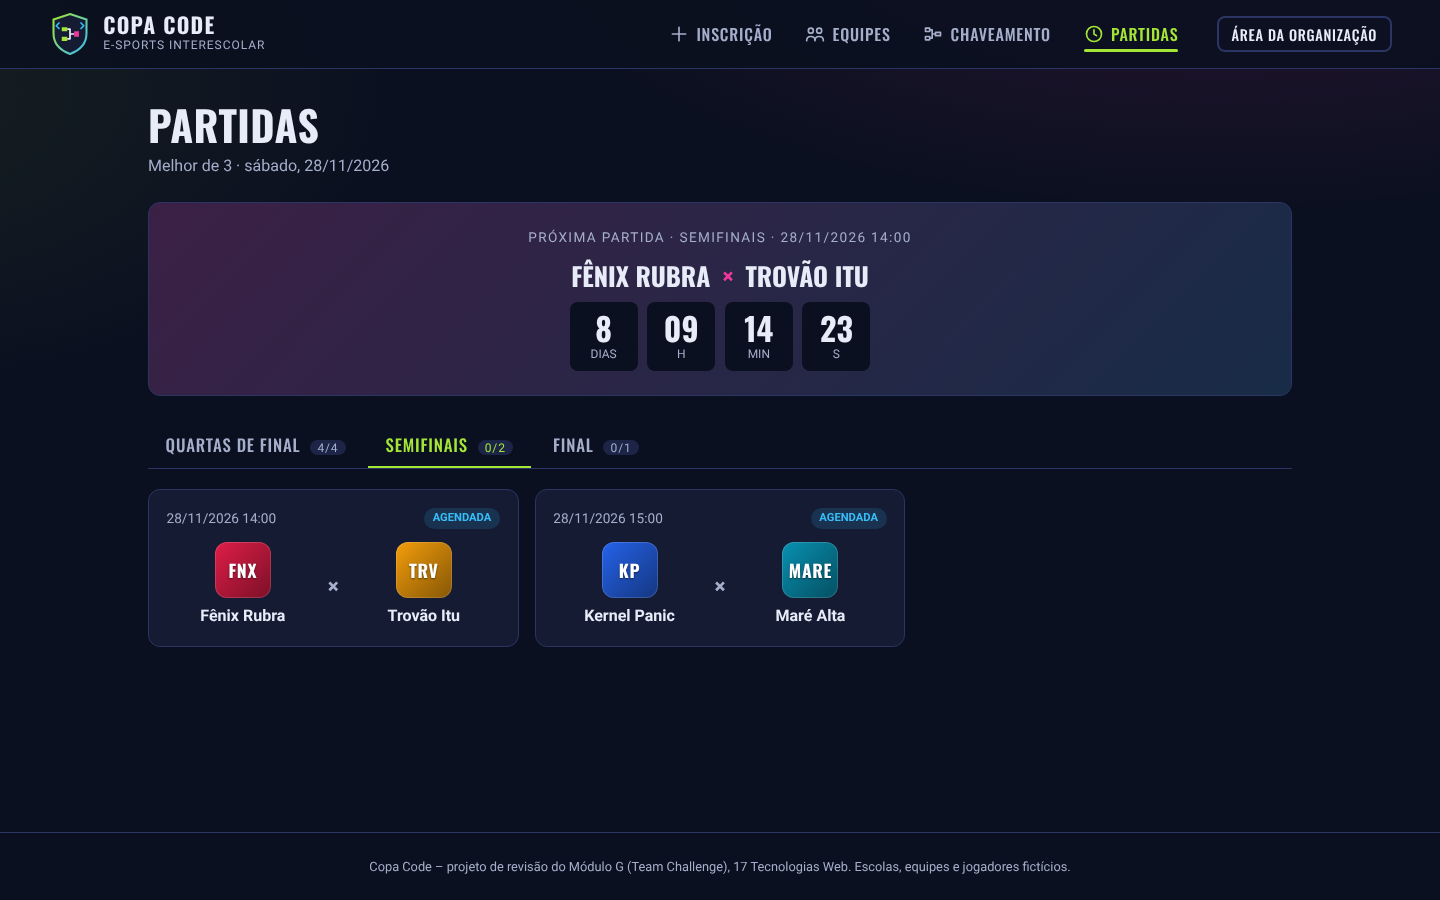 COPA CODE
E-SPORTS INTERESCOLAR
INSCRIÇÃO
EQUIPES
CHAVEAMENTO
PARTIDAS
ÁREA DA ORGANIZAÇÃO
PARTIDAS
Melhor de 3 · sábado, 28/11/2026
PRÓXIMA PARTIDA · SEMIFINAIS · 28/11/2026 14:00
FÊNIX RUBRA × TROVÃO ITU
8 09 14 23
DIAS H MIN S
QUARTAS DE FINAL 4/4
SEMIFINAIS 0/2
FINAL 0/1
28/11/2026 14:00 AGENDADA
FNX × TRV
Fênix Rubra Trovão Itu
28/11/2026 15:00 AGENDADA
KP × MARE
Kernel Panic Maré Alta
Copa Code – projeto de revisão do Módulo G (Team Challenge), 17 Tecnologias Web. Escolas, equipes e jogadores fictícios.